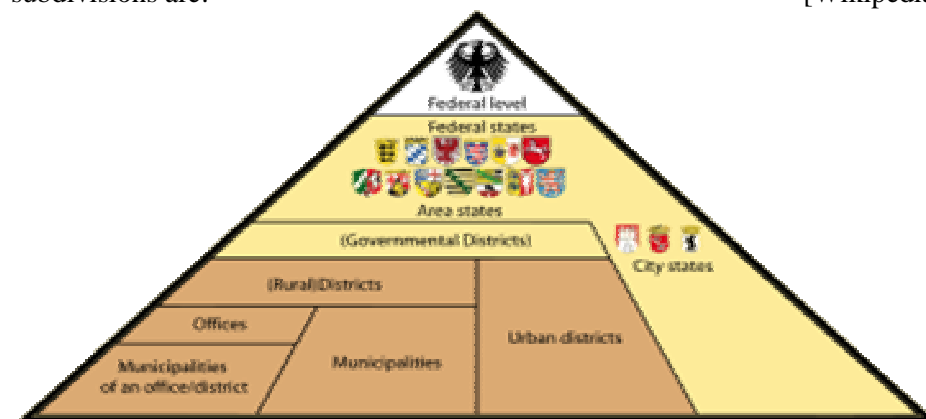 subdivisions are:
[Wikipedia
Federal level
Federal states
Area states
(Governmental Districts)
City states
(Rural)Districts
Offices
Urban districts
Municipalities
Municipalities
of an office/district